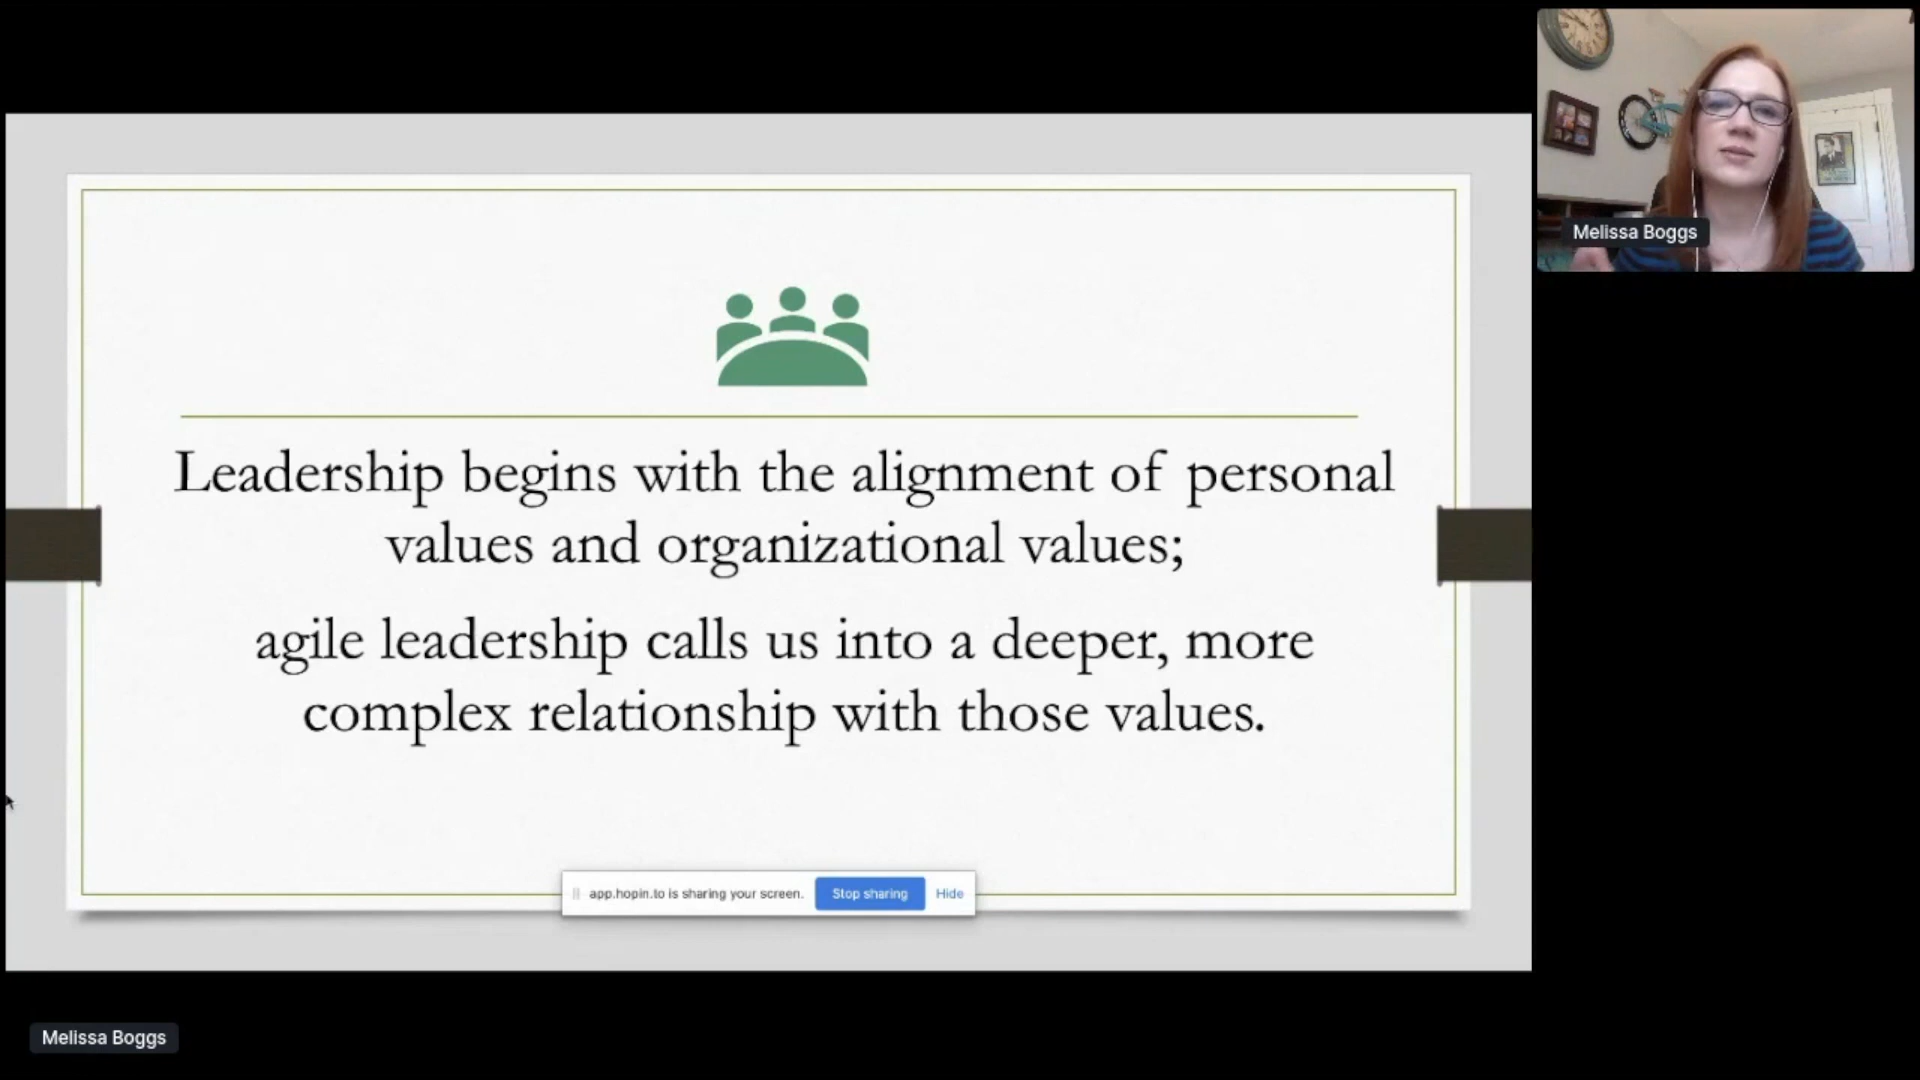 Melissa Boggs
Leadership begins with the alignment of personal
values and organizational values;
agile leadership calls us into a deeper, more
complex relationship with those values.
app.hopin.to is sharing your screen. Stop sharing Hide
Melissa Boggs